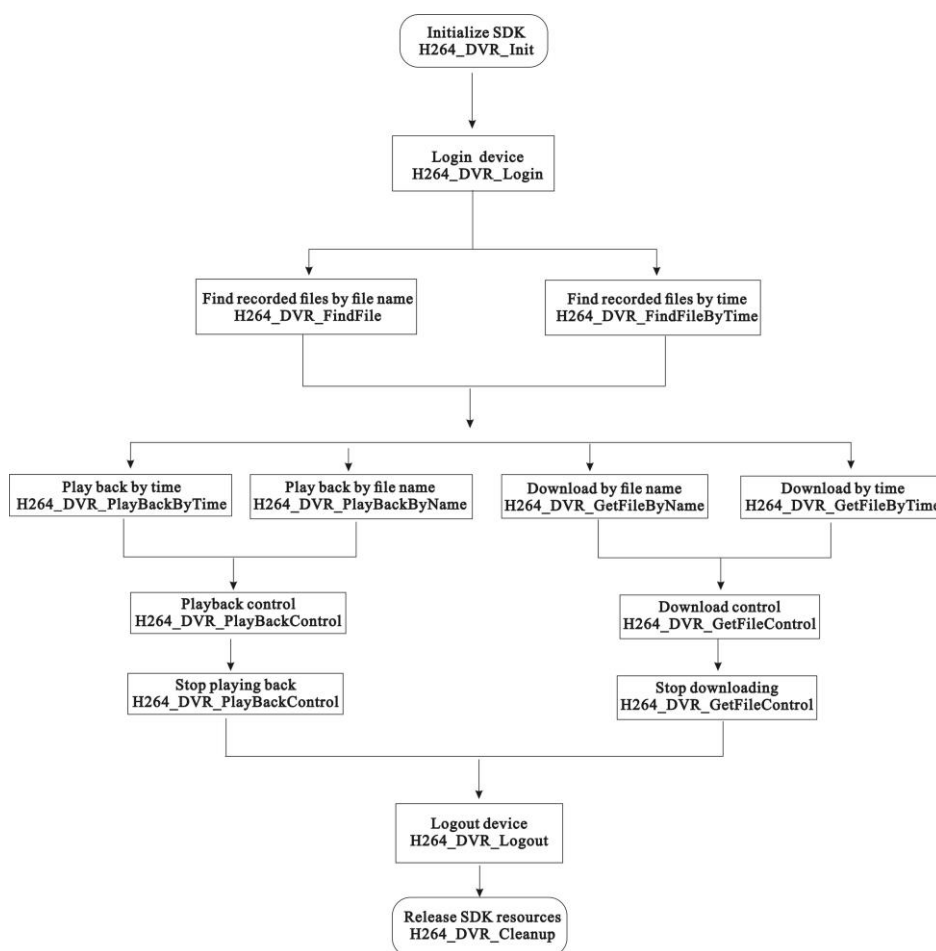 Initialize SDK
H264_DVR_Init
Login device
H264_DVR_Login
Find recorded files by file name
H264_DVR_FindFile
Find recorded files by time
H264_DVR_FindFileByTime
Play back by time
H264_DVR_PlayBackByTime
Play back by file name
H264_DVR_PlayBackByName
Download by file name
H264_DVR_GetFileByName
Download by time
H264_DVR_GetFileByTime
Playback control
H264_DVR_PlayBackControl
Download control
H264_DVR_GetFileControl
Stop playing back
H264_DVR_PlayBackControl
Stop downloading
H264_DVR_GetFileControl
Logout device
H264_DVR_Logout
Release SDK resources
H264_DVR_Cleanup